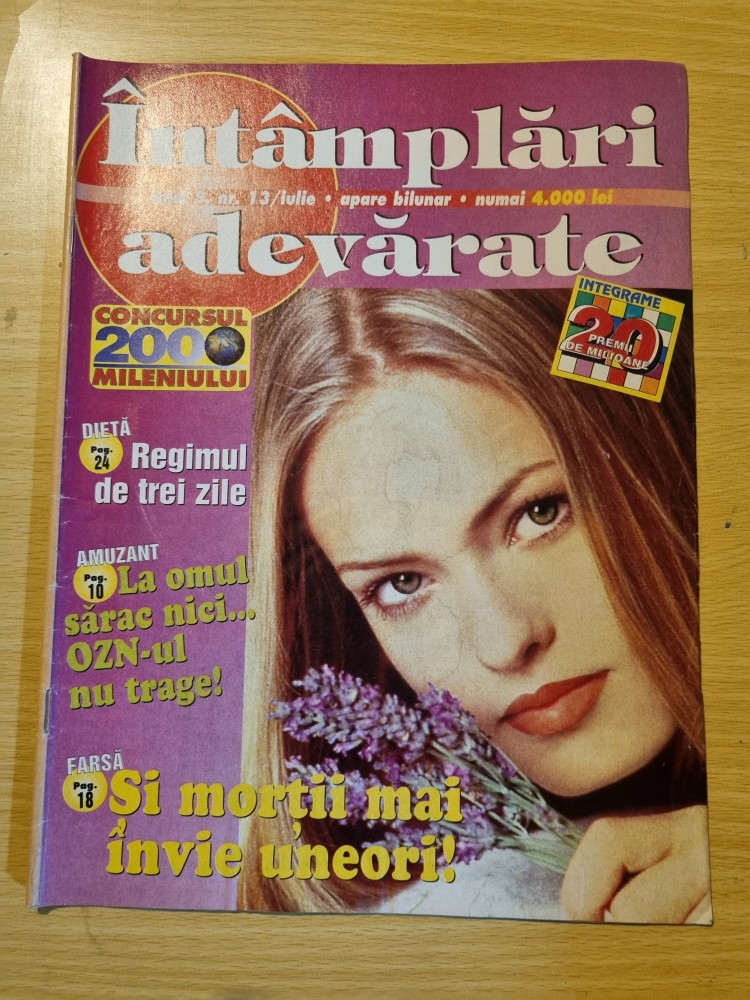 Întâmplări
nr. 13/Iulie • apare bilunar • numai 4.000 lei
adevărate
CONCURSUL
2000
MILENIULUI
INTEGRAME
20
PREMII
DE MILIOANE
DIETĂ
Pag. 24
Regimul
de trei zile
AMUZANT
Pag. 10
La omul
sărac nici...
OZN-ul
nu trage!
FARSĂ
Pag. 18
Si morții mai
învie uneori!